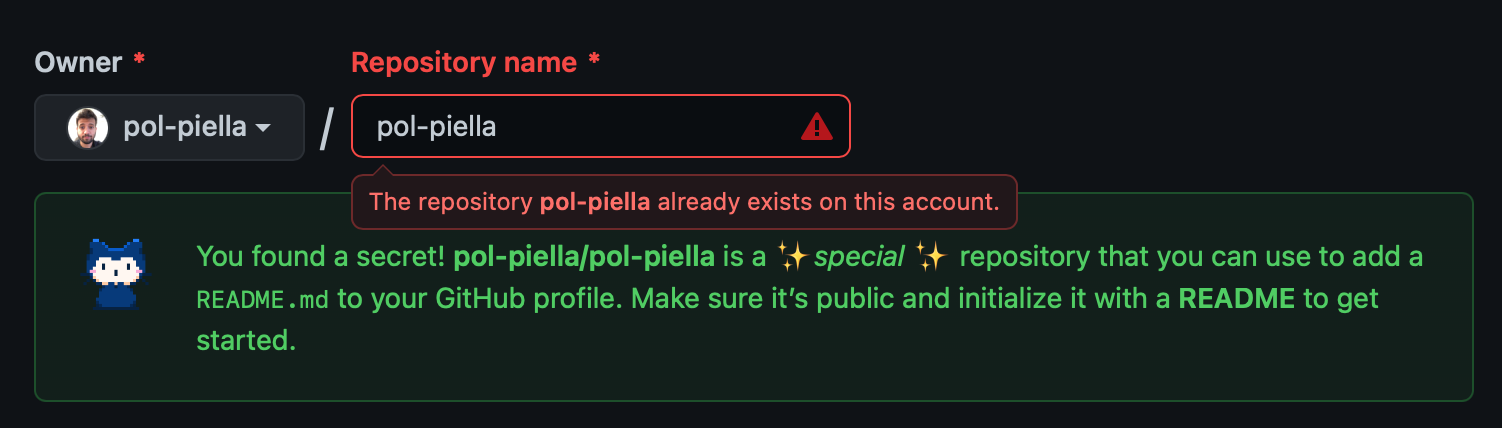 Owner * Repository name *
pol-piella / pol-piella
The repository pol-piella already exists on this account.
You found a secret! pol-piella/pol-piella is a ✨ special ✨ repository that you can use to add a
README.md to your GitHub profile. Make sure it’s public and initialize it with a README to get
started.